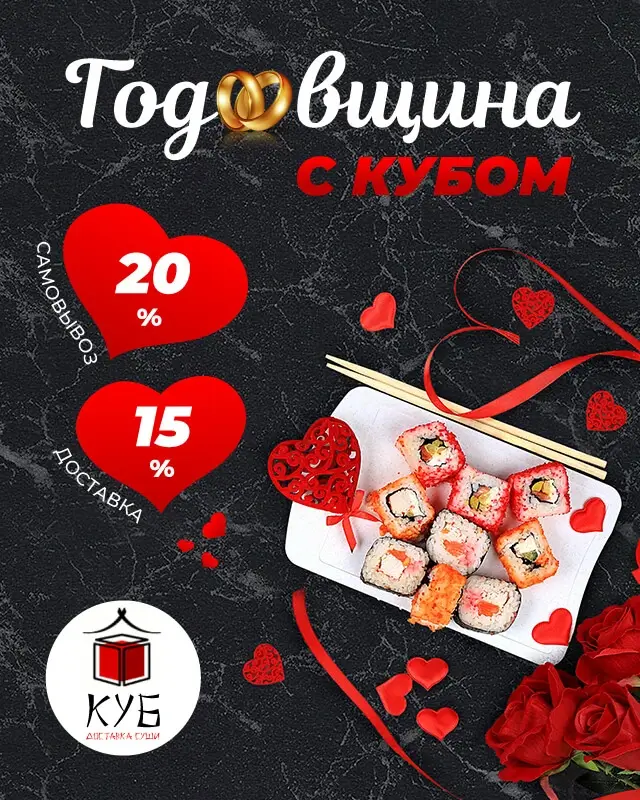 Годовщина
С КУБОМ
САМОВЫВОЗ
20
%
ДОСТАВКА
15
%
КУБ
ДОСТАВКА СУШИ